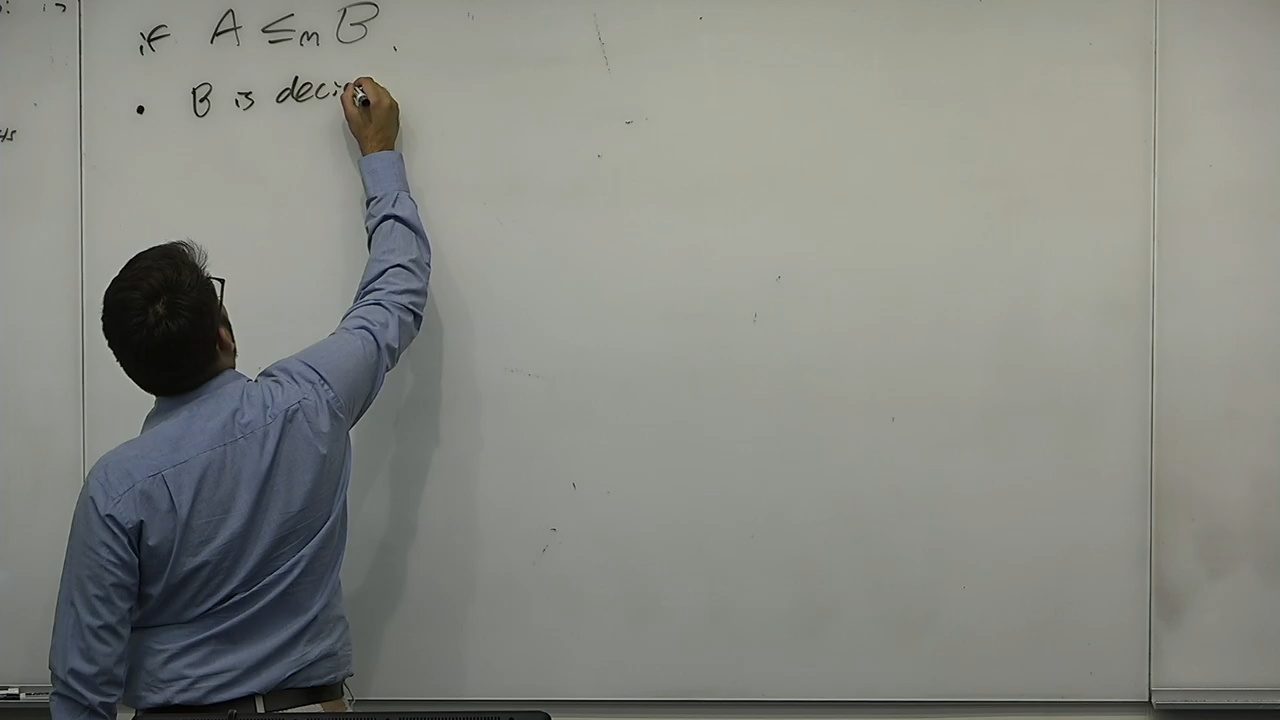 if A ≤m B.
• B is deci